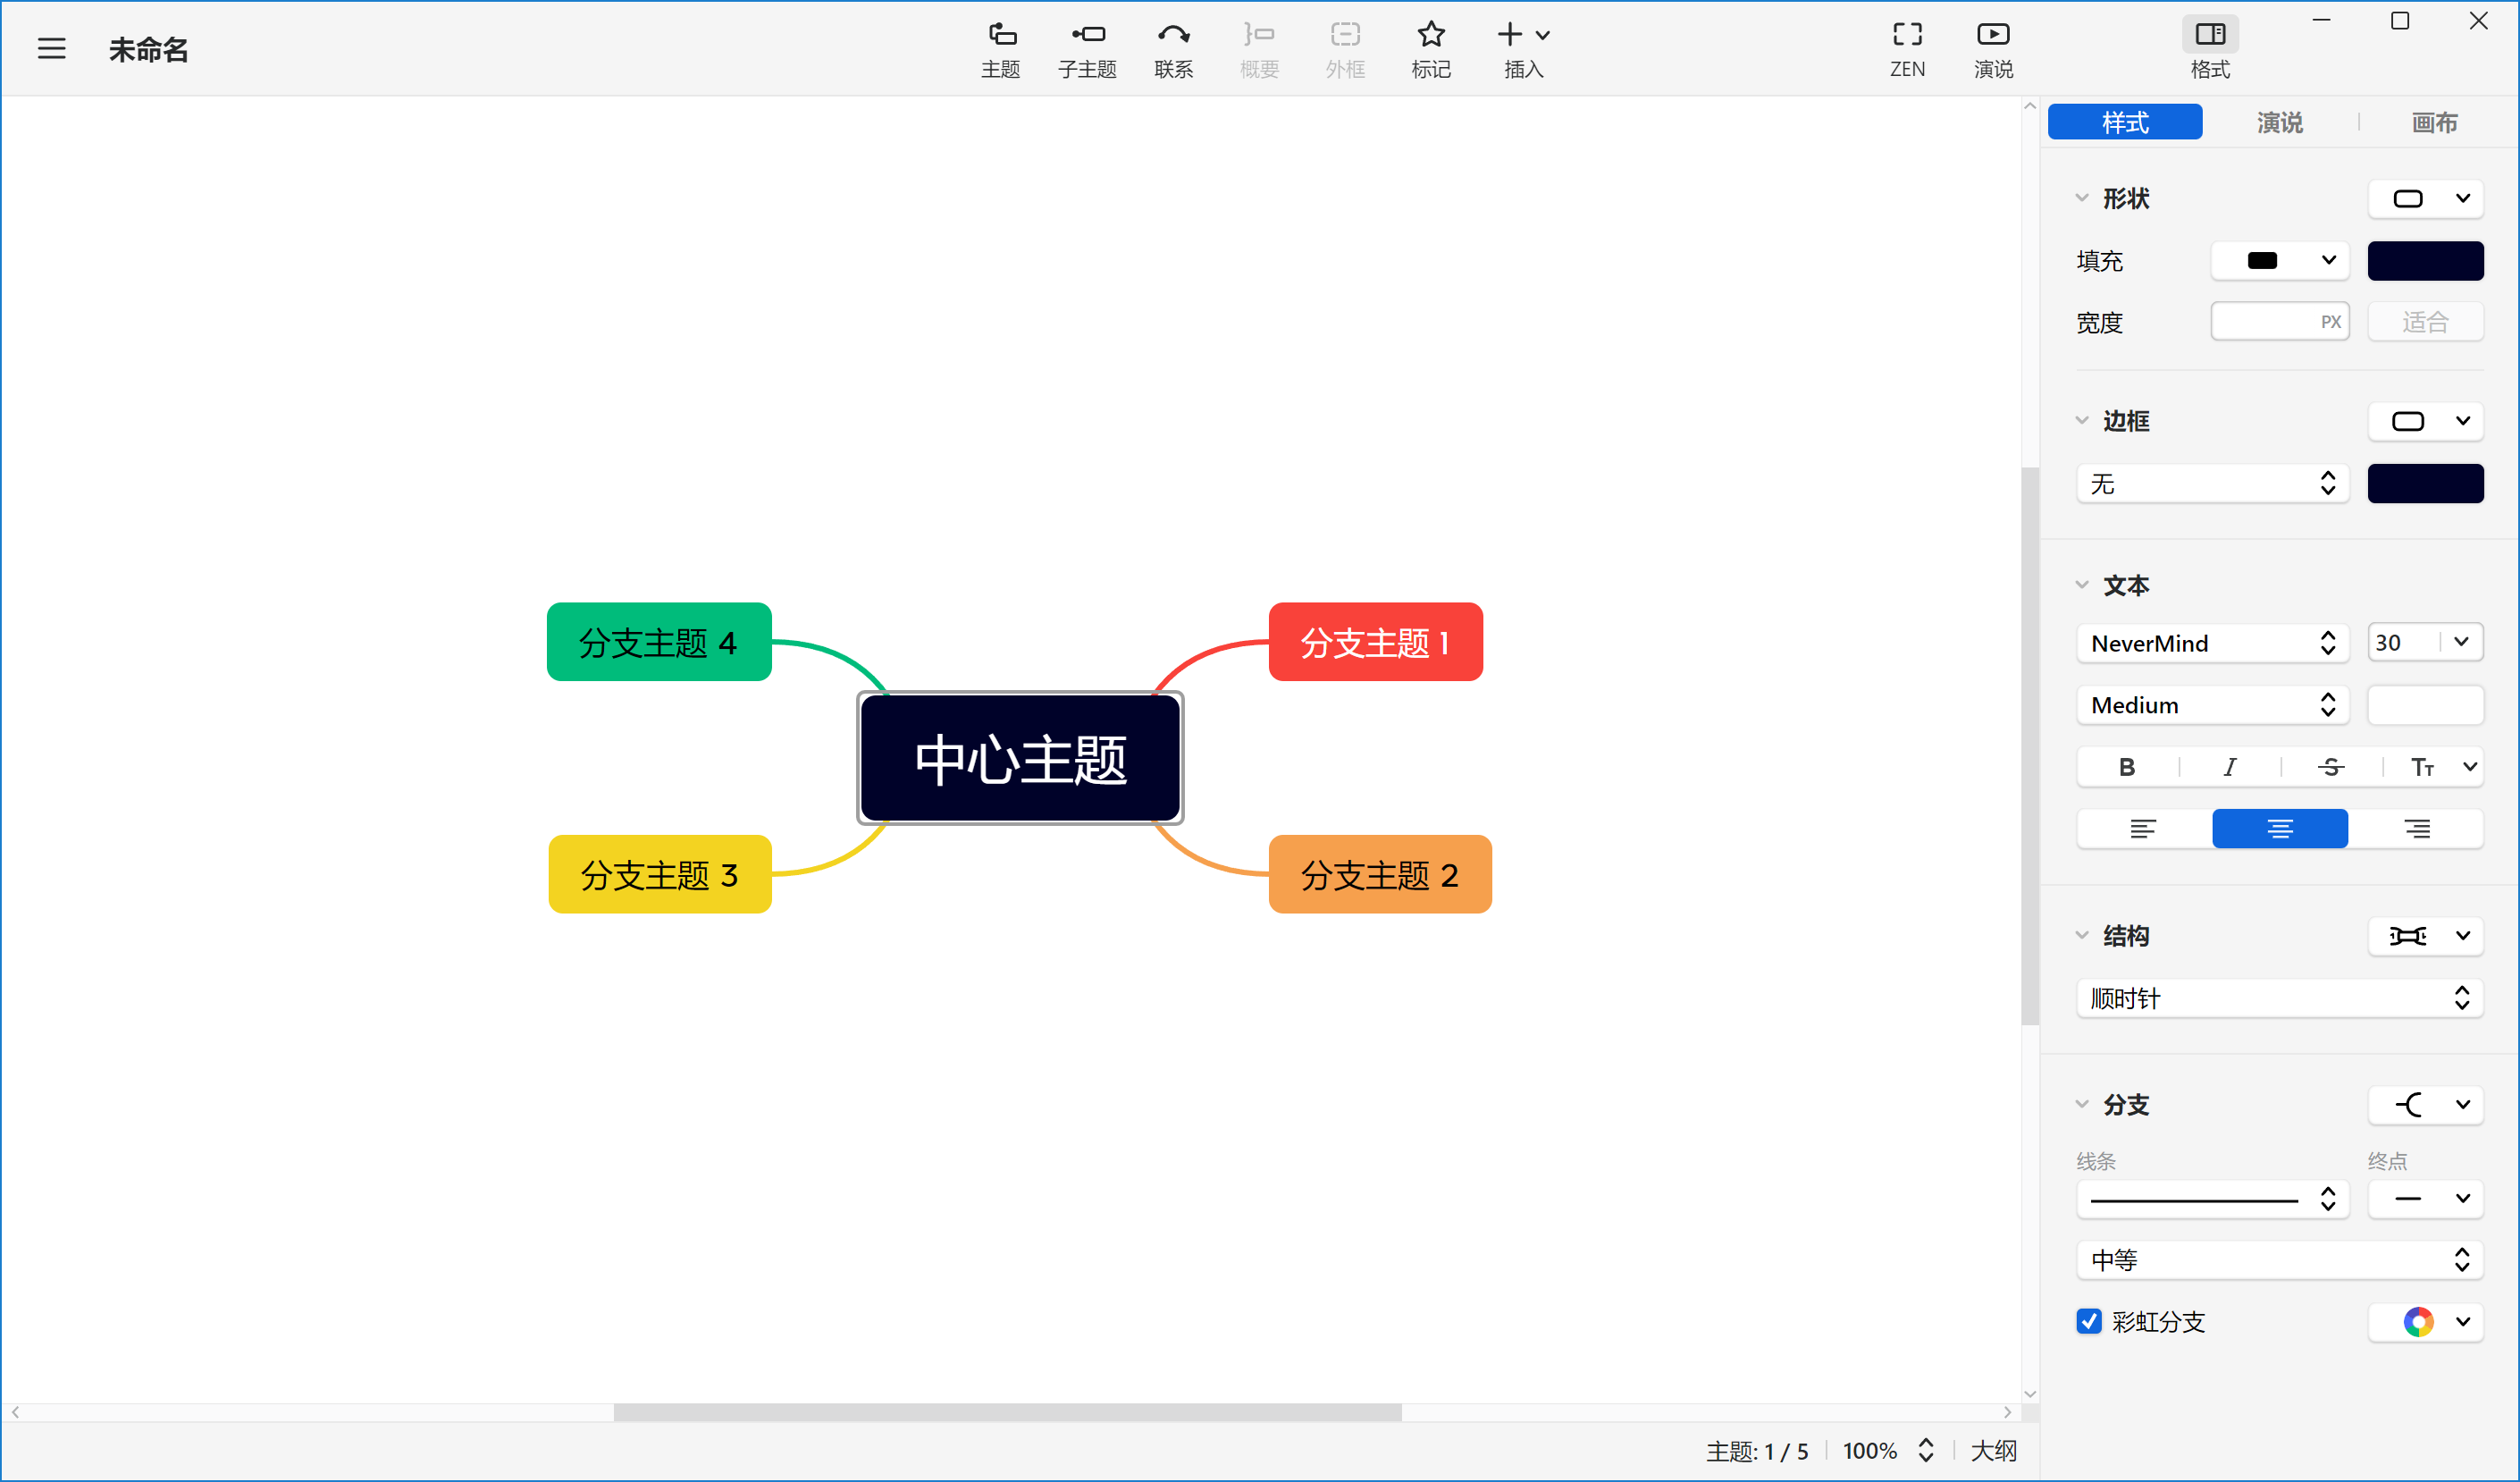 未命名
主题
子主题
联系
概要
外框
标记
插入
ZEN
演说
格式
样式
演说
画布
形状
填充
宽度
PX
适合
边框
无
文本
NeverMind
30
Medium
B
I
S
TT
结构
顺时针
分支
线条
终点
中等
彩虹分支
分支主题 4
分支主题 1
中心主题
分支主题 3
分支主题 2
主题: 1 / 5
100%
大纲